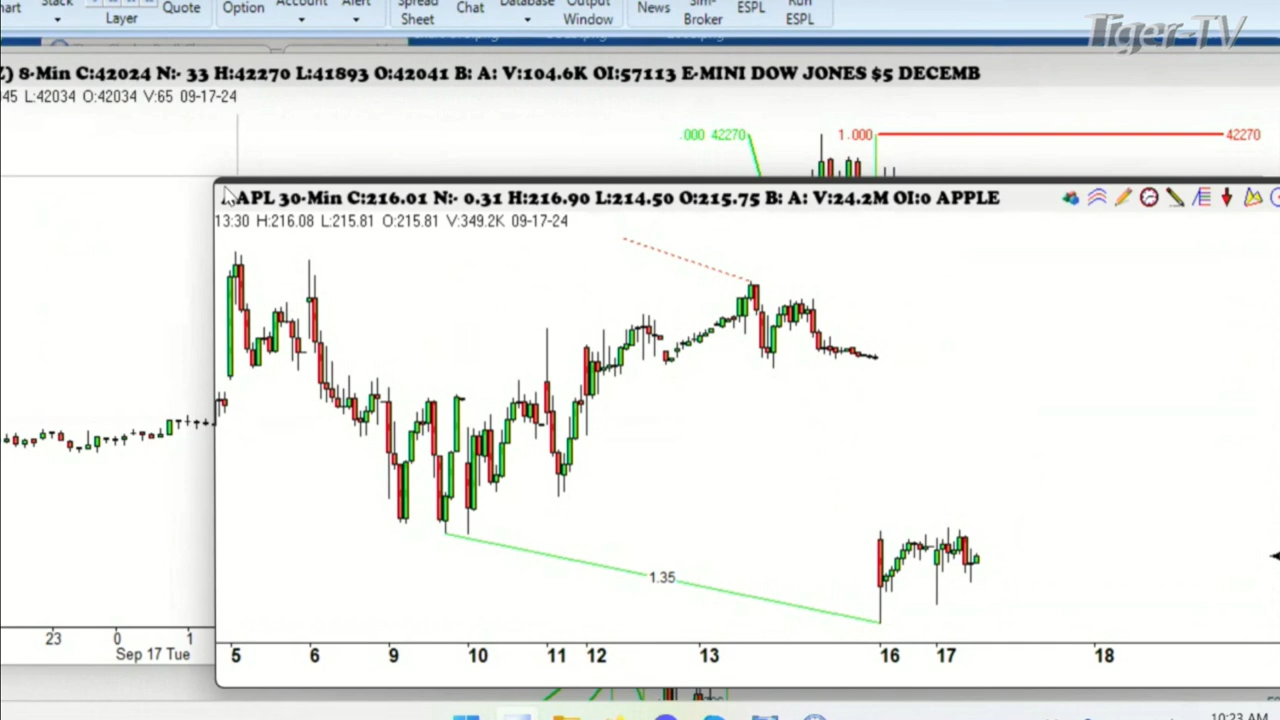 Stack
Layer
Quote
Option
Account
Alert
Spread
Sheet
Chat
Database
Output
Window
News
Sim-
Broker
ESPL
Run
ESPL
Tiger-TV
Z) 8-Min C:42024 N:- 33 H:42270 L:41893 O:42041 B: A: V:104.6K OI:57113 E-MINI DOW JONES $5 DECEMB
45 L:42034 O:42034 V:65 09-17-24
.000 42270
1.000
42270
APL 30-Min C:216.01 N:- 0.31 H:216.90 L:214.50 O:215.75 B: A: V:24.2M OI:0 APPLE
13:30 H:216.08 L:215.81 O:215.81 V:349.2K 09-17-24
1.35
23 0 1
Sep 17 Tue
5 6 9 10 11 12 13 16 17 18
10:23 AM